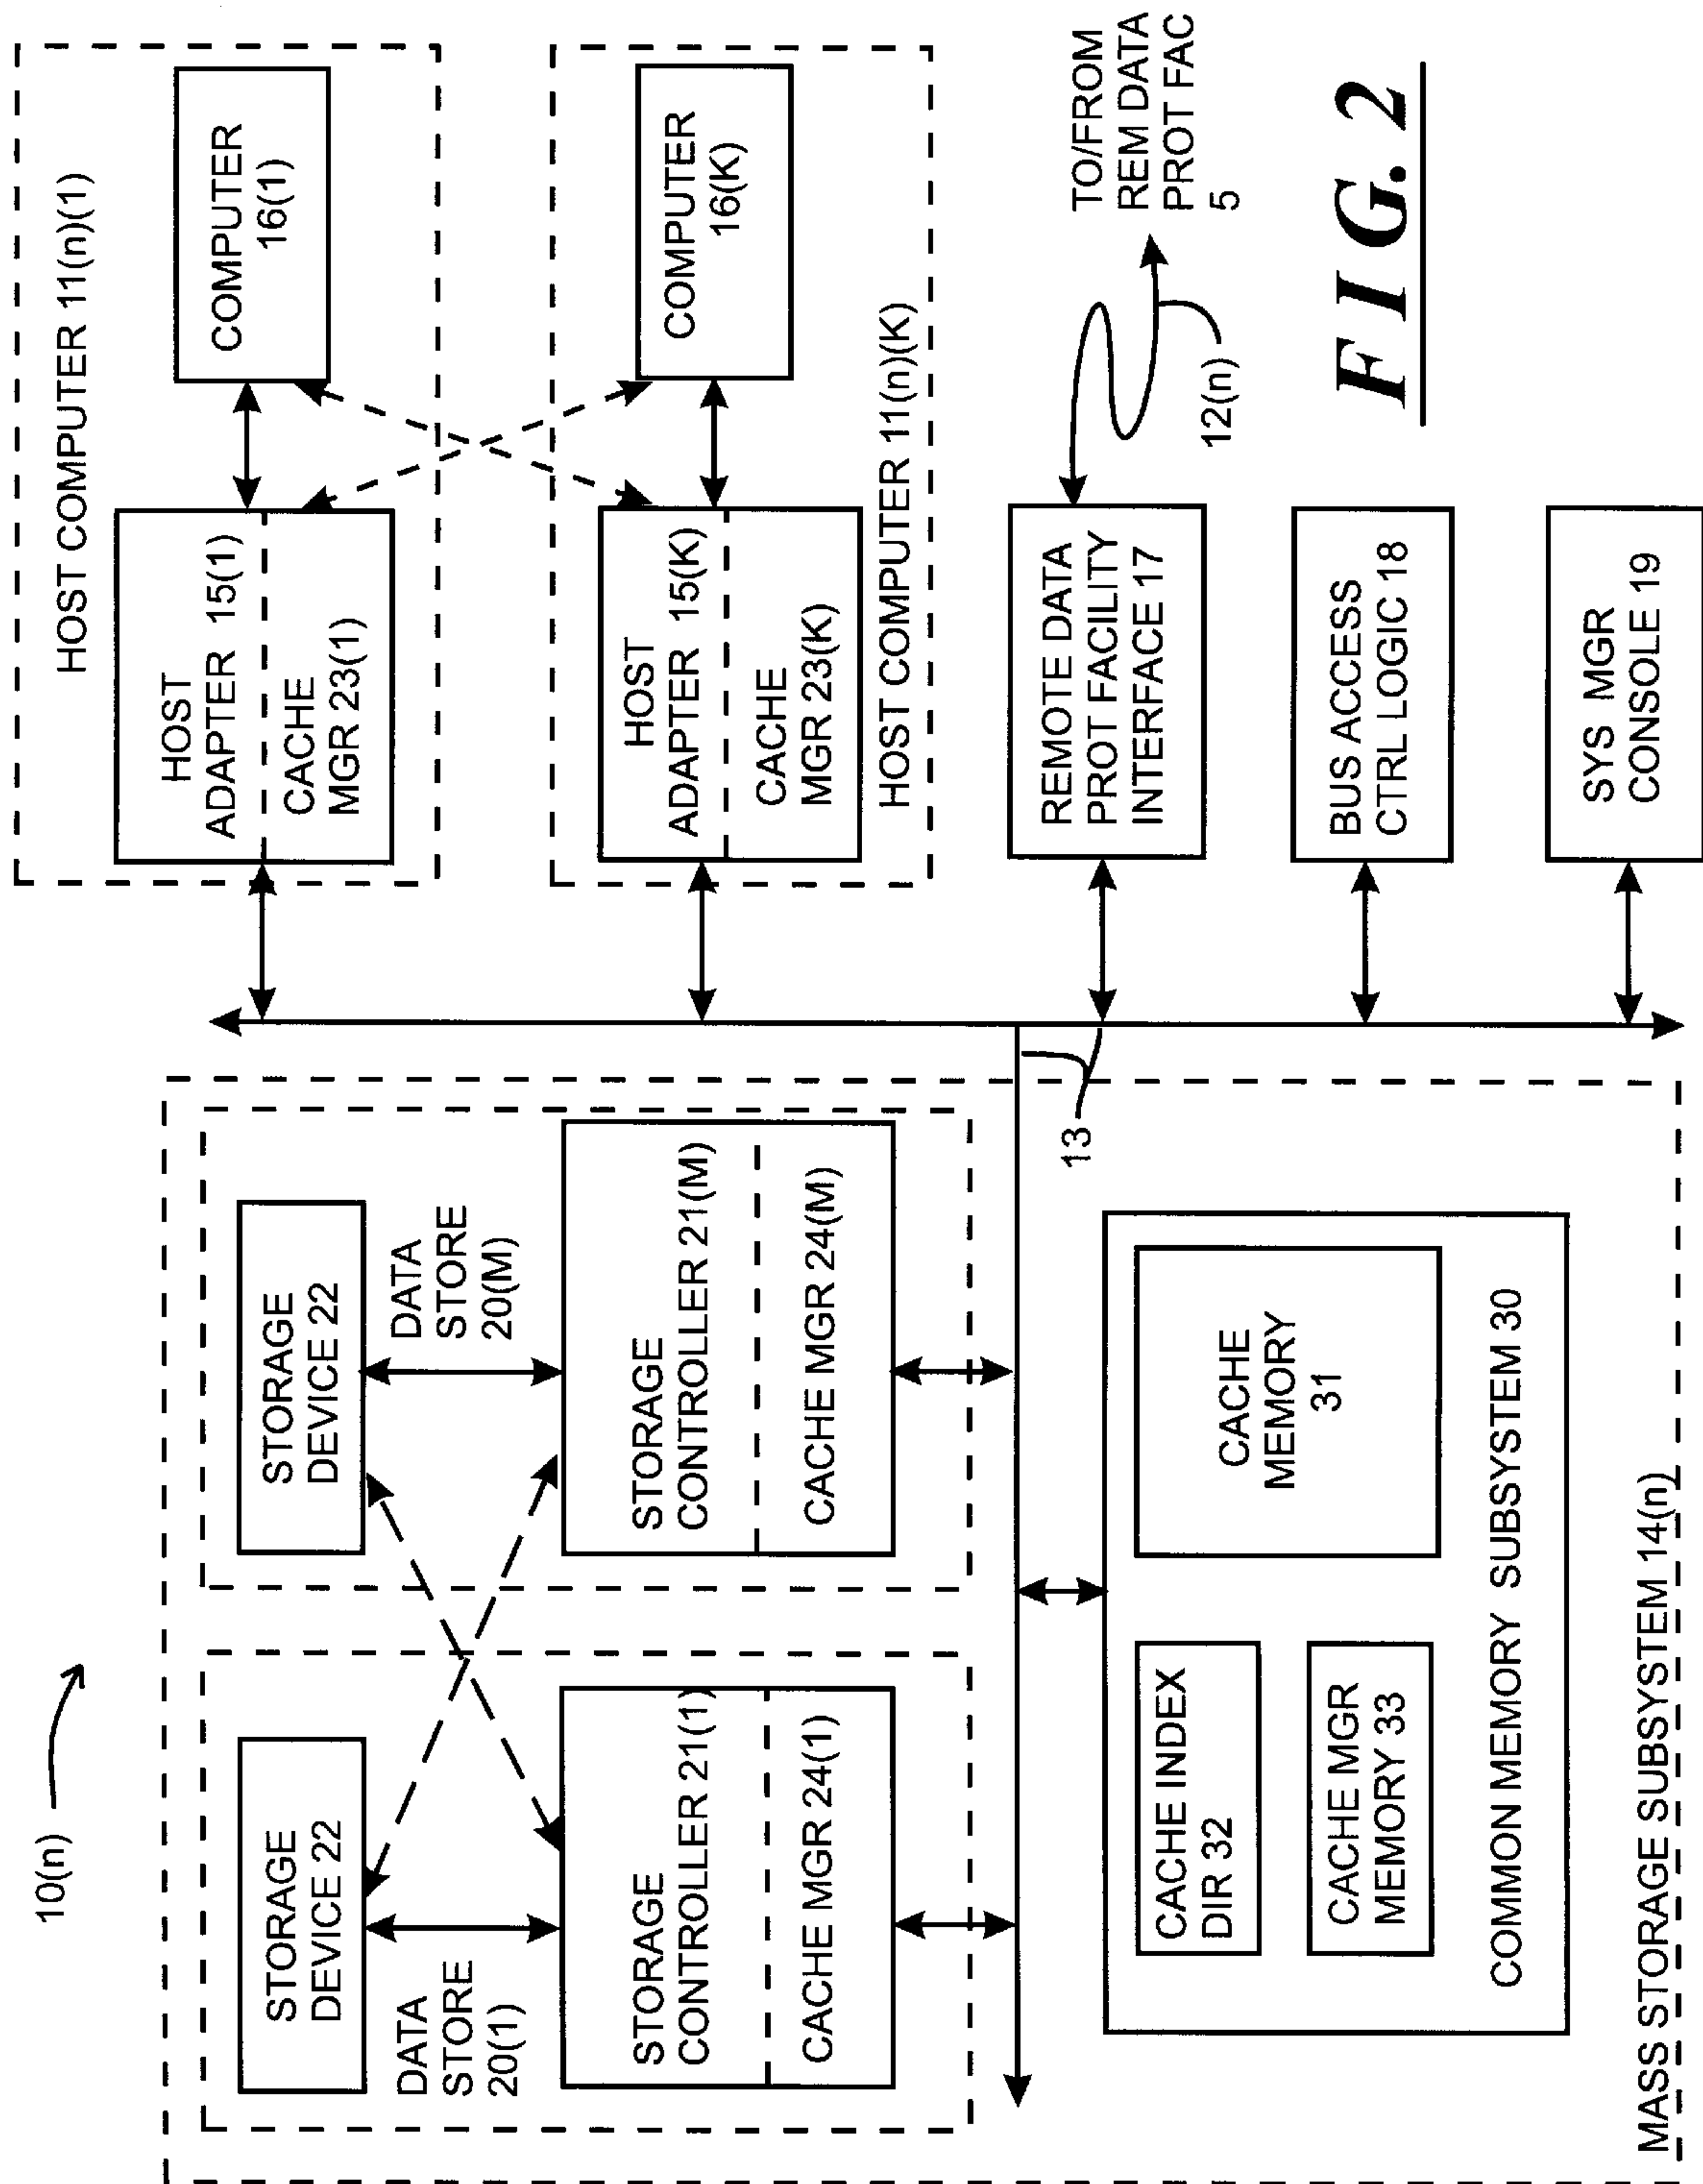 10(n)
STORAGE
DEVICE 22
DATA
STORE
20(1)
STORAGE
CONTROLLER 21(1)
CACHE MGR 24(1)
STORAGE
DEVICE 22
DATA
STORE
20(M)
STORAGE
CONTROLLER 21(M)
CACHE MGR 24(M)
13
CACHE INDEX
DIR 32
CACHE MGR
MEMORY 33
CACHE
MEMORY
31
COMMON MEMORY SUBSYSTEM 30
MASS STORAGE SUBSYSTEM 14(n)
HOST COMPUTER 11(n)(1)
HOST
ADAPTER 15(1)
CACHE
MGR 23(1)
COMPUTER
16(1)
HOST
ADAPTER 15(K)
CACHE
MGR 23(K)
COMPUTER
16(K)
HOST COMPUTER 11(n)(K)
REMOTE DATA
PROT FACILITY
INTERFACE 17
TO/FROM
REM DATA
PROT FAC
5
12(n)
BUS ACCESS
CTRL LOGIC 18
SYS MGR
CONSOLE 19
FIG. 2